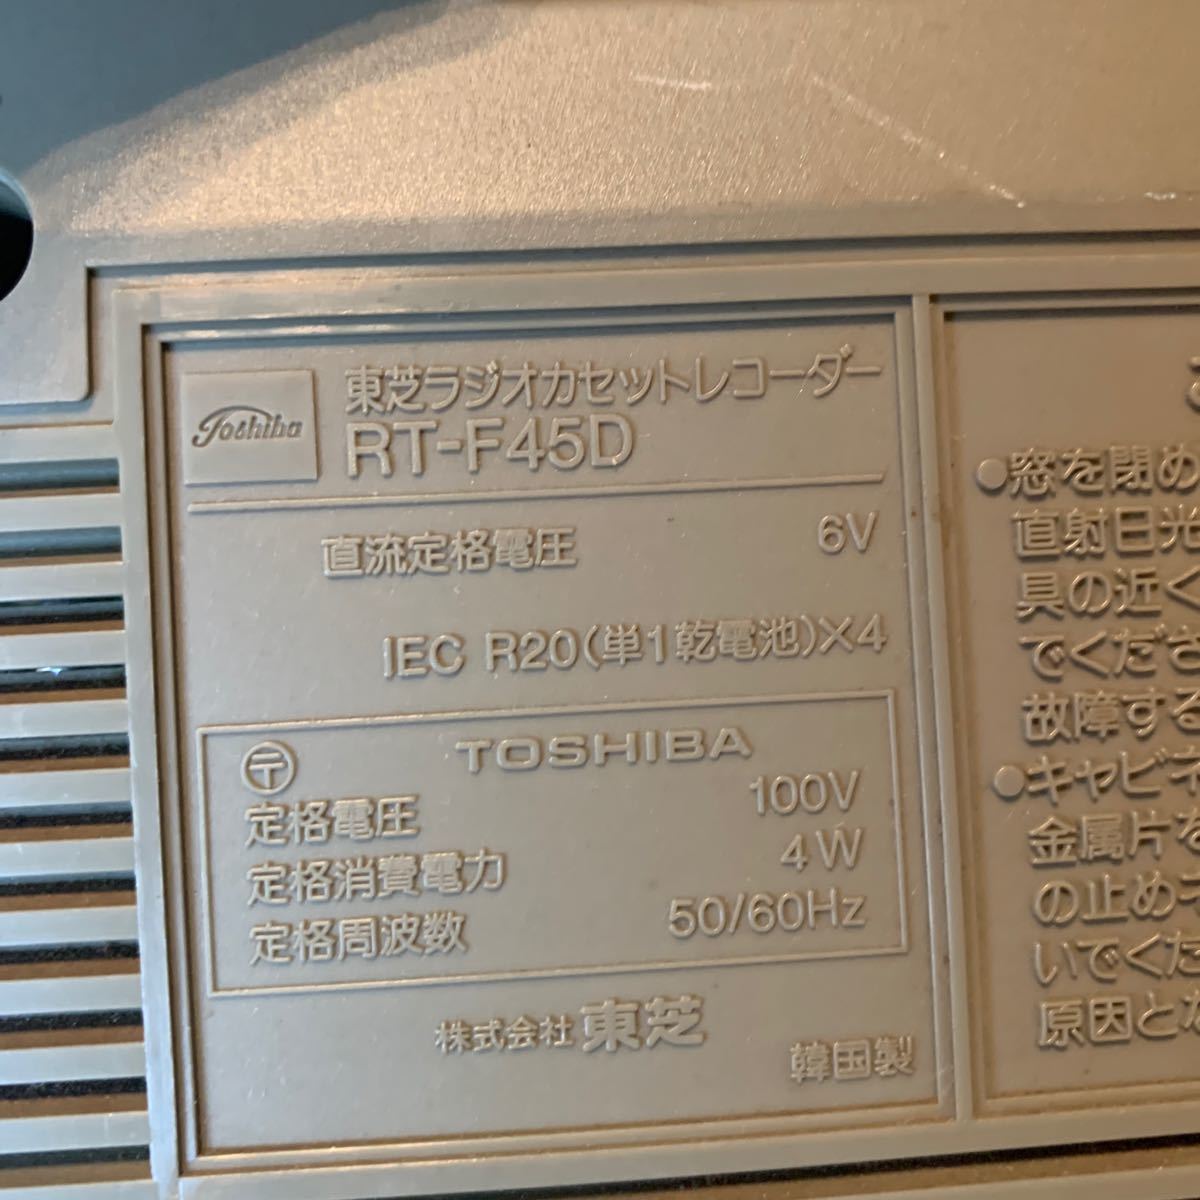 Toshiba
東芝ラジオカセットレコーダー
RT-F45D
直流定格電圧 6V
IEC R20(単1乾電池)×4
〒 TOSHIBA
定格電圧 100V
定格消費電力 4W
定格周波数 50/60Hz
株式会社 東芝
韓国製
●窓を閉め
直射日光
具の近く
でくださ
故障する
●キャビネ
金属片を
の止めネ
いでくだ
原因とな